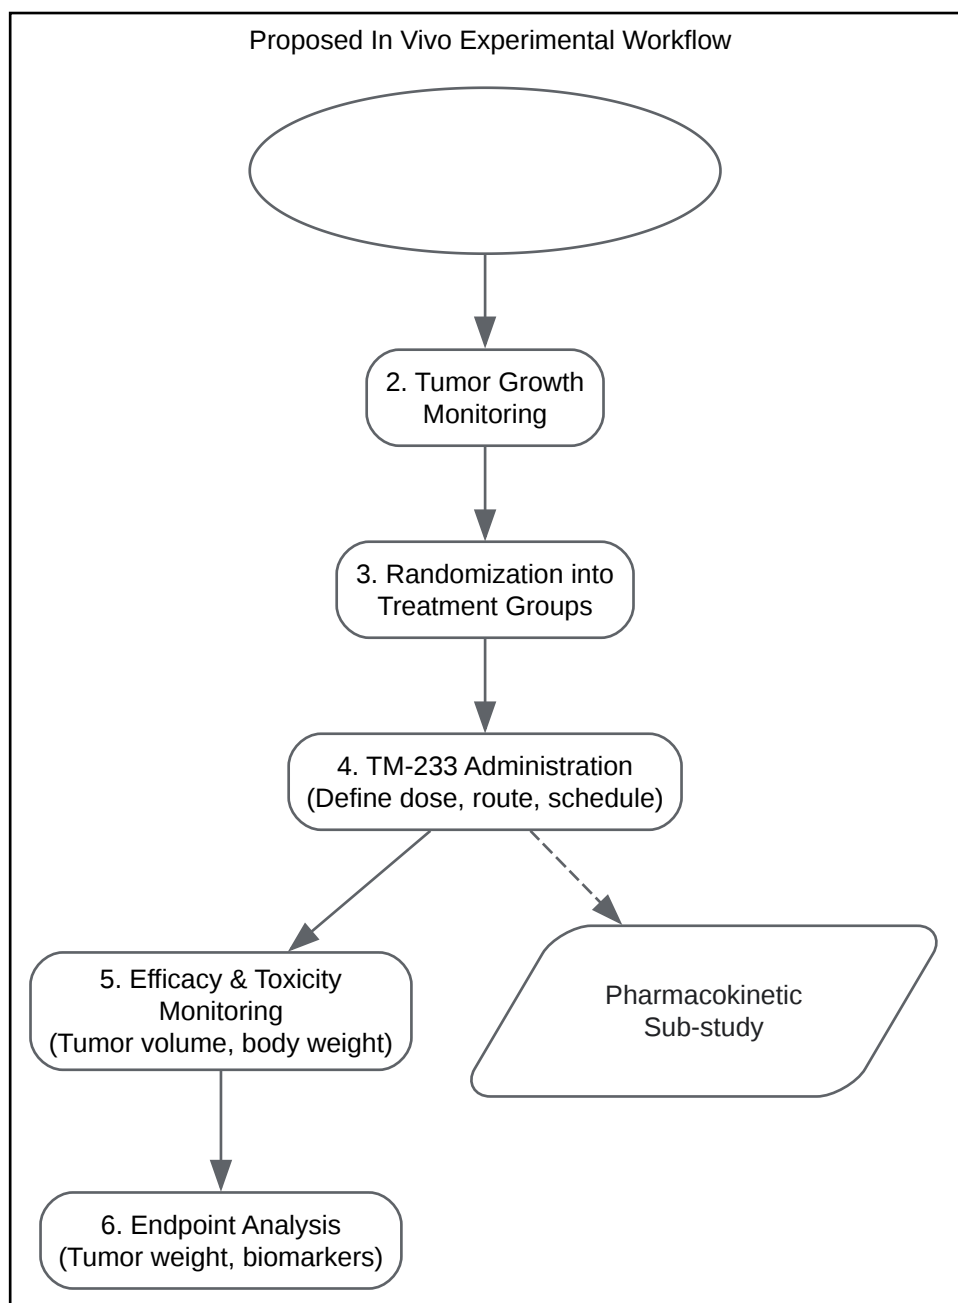 Proposed In Vivo Experimental Workflow
2. Tumor Growth
Monitoring
3. Randomization into
Treatment Groups
4. TM-233 Administration
(Define dose, route, schedule)
5. Efficacy & Toxicity
Monitoring
(Tumor volume, body weight)
Pharmacokinetic
Sub-study
6. Endpoint Analysis
(Tumor weight, biomarkers)